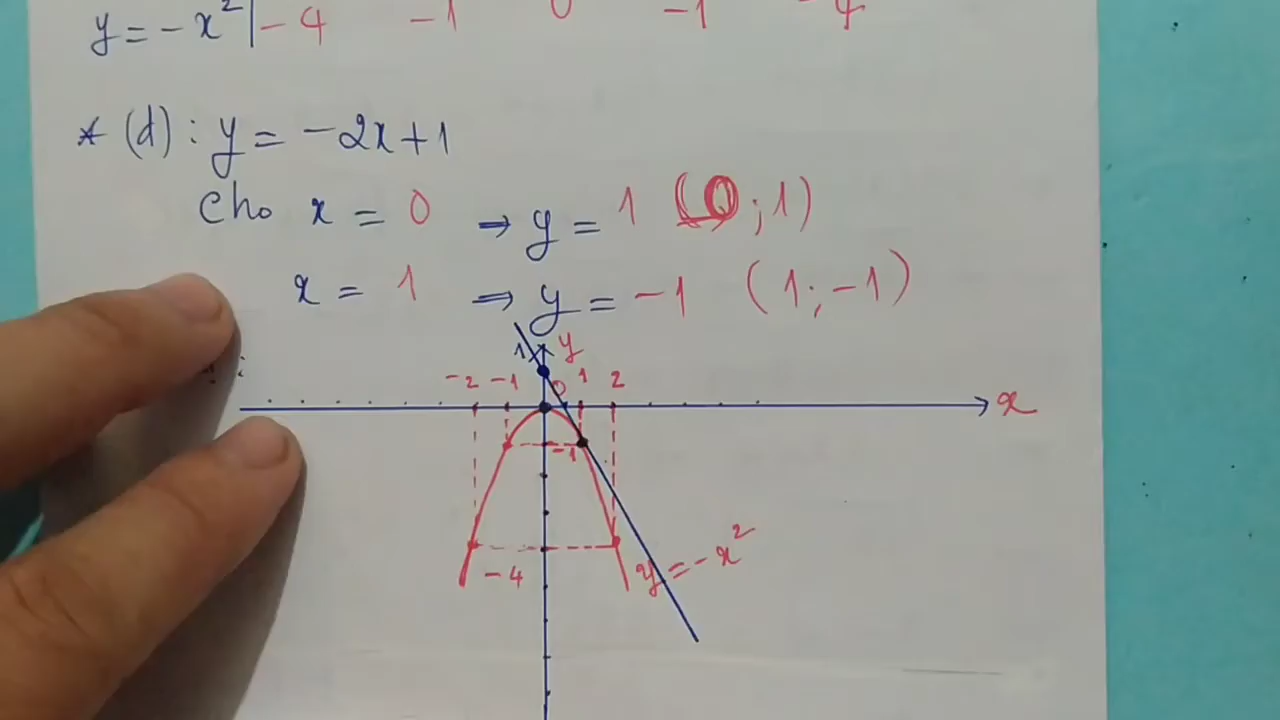 y = -x² | -4 -1 0 -1 -4
* (d) : y = -2x + 1
Cho x = 0 ⇒ y = 1 (0 ; 1)
x = 1 ⇒ y = -1 (1 ; -1)
1 y
-2 -1 0 1 2
x
-1
-4
y = -x²